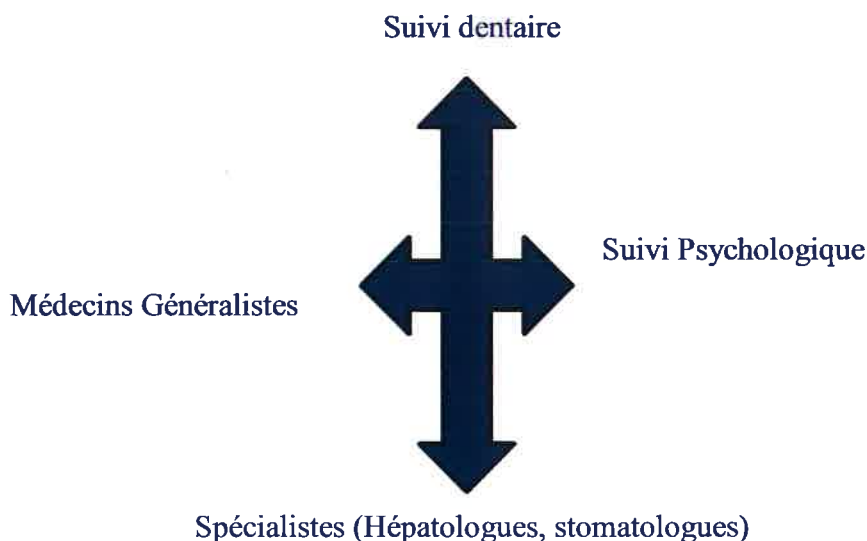 Suivi dentaire
Suivi Psychologique
Médecins Généralistes
Spécialistes (Hépatologues, stomatologues)